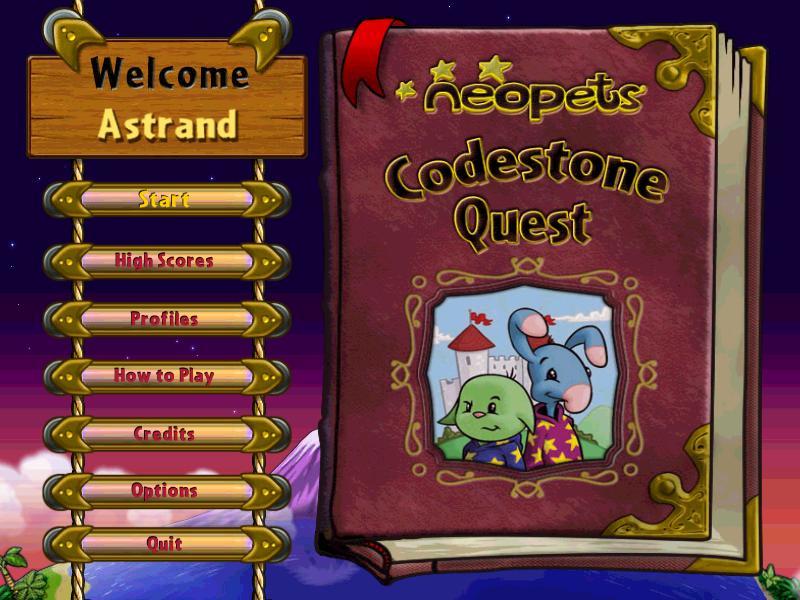 Welcome
Astrand
Start
High Scores
Profiles
How to Play
Credits
Options
Quit
neopets
Codestone
Quest